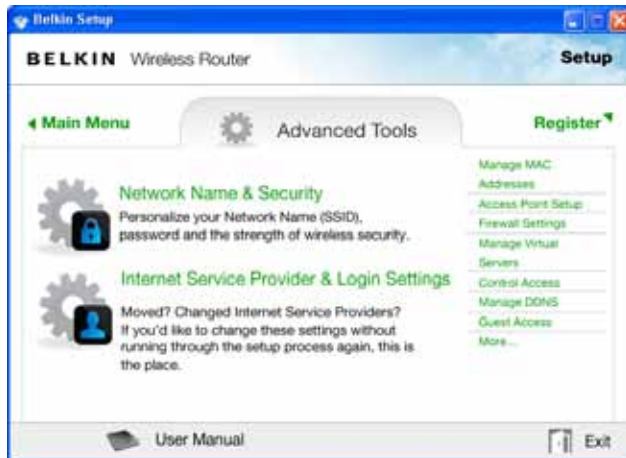 Belkin Setup
BELKIN Wireless Router
Setup
Main Menu
Advanced Tools
Register
Network Name & Security
Personalize your Network Name (SSID),
password and the strength of wireless security.
Internet Service Provider & Login Settings
Moved? Changed Internet Service Providers?
If you'd like to change these settings without
running through the setup process again, this is
the place.
Manage MAC
Addresses
Access Point Setup
Firewall Settings
Manage Virtual
Servers
Control Access
Manage DDNS
Guest Access
More...
User Manual
Exit